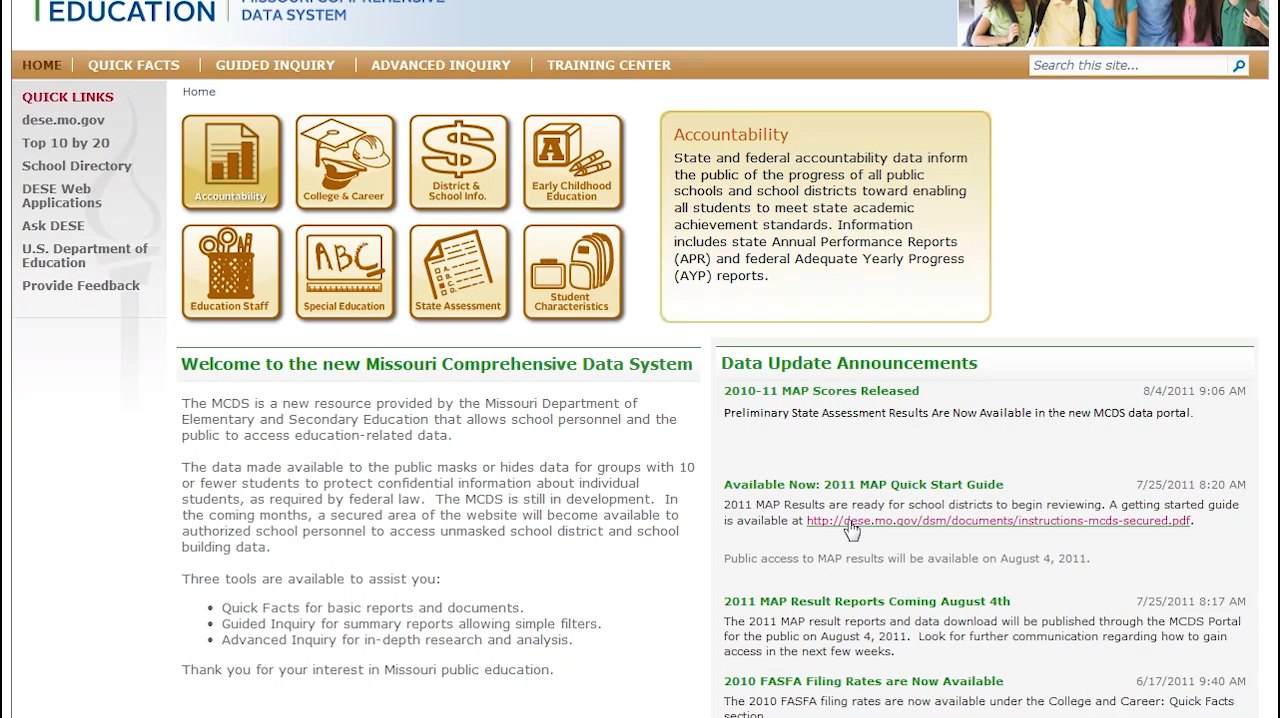 EDUCATION
MISSOURI COMPREHENSIVE
DATA SYSTEM
HOME
QUICK FACTS
GUIDED INQUIRY
ADVANCED INQUIRY
TRAINING CENTER
Search this site...
QUICK LINKS
dese.mo.gov
Top 10 by 20
School Directory
DESE Web
Applications
Ask DESE
U.S. Department of
Education
Provide Feedback
Home
Accountability
College & Career
$
District &
School Info.
A
Early Childhood
Education
Education Staff
ABC
Special Education
A.
B.
C.
D.
State Assessment
Student
Characteristics
Accountability
State and federal accountability data inform
the public of the progress of all public
schools and school districts toward enabling
all students to meet state academic
achievement standards. Information
includes state Annual Performance Reports
(APR) and federal Adequate Yearly Progress
(AYP) reports.
Welcome to the new Missouri Comprehensive Data System
The MCDS is a new resource provided by the Missouri Department of
Elementary and Secondary Education that allows school personnel and the
public to access education-related data.
The data made available to the public masks or hides data for groups with 10
or fewer students to protect confidential information about individual
students, as required by federal law. The MCDS is still in development. In
the coming months, a secured area of the website will become available to
authorized school personnel to access unmasked school district and school
building data.
Three tools are available to assist you:
• Quick Facts for basic reports and documents.
• Guided Inquiry for summary reports allowing simple filters.
• Advanced Inquiry for in-depth research and analysis.
Thank you for your interest in Missouri public education.
Data Update Announcements
2010-11 MAP Scores Released 8/4/2011 9:06 AM
Preliminary State Assessment Results Are Now Available in the new MCDS data portal.
Available Now: 2011 MAP Quick Start Guide 7/25/2011 8:20 AM
2011 MAP Results are ready for school districts to begin reviewing. A getting started guide
is available at http://dese.mo.gov/dsm/documents/instructions-mcds-secured.pdf.
Public access to MAP results will be available on August 4, 2011.
2011 MAP Result Reports Coming August 4th 7/25/2011 8:17 AM
The 2011 MAP result reports and data download will be published through the MCDS Portal
for the public on August 4, 2011. Look for further communication regarding how to gain
access in the next few weeks.
2010 FASFA Filing Rates are Now Available 6/17/2011 9:40 AM
The 2010 FASFA filing rates are now available under the College and Career: Quick Facts
section.